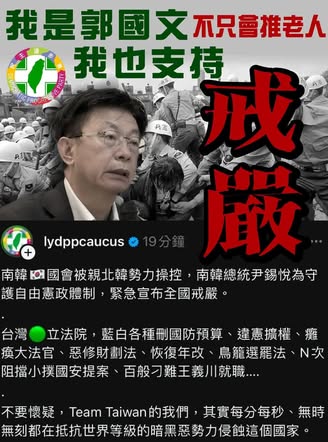 我是郭國文不只會推老人
我也支持
戒嚴
lydppcaucus 19分鐘
南韓🇰🇷國會被親北韓勢力操控，南韓總統尹錫悅為守
護自由憲政體制，緊急宣布全國戒嚴。
.
台灣🟢立法院，藍白各種刪國防預算、違憲擴權、癱
瘓大法官、惡修財劃法、恢復年改、鳥籠選罷法、N次
阻擋小撲國安提案、百般刁難王義川就職....
.
不要懷疑，Team Taiwan的我們，其實每分每秒、無時
無刻都在抵抗世界等級的暗黑惡勢力侵蝕這個國家。